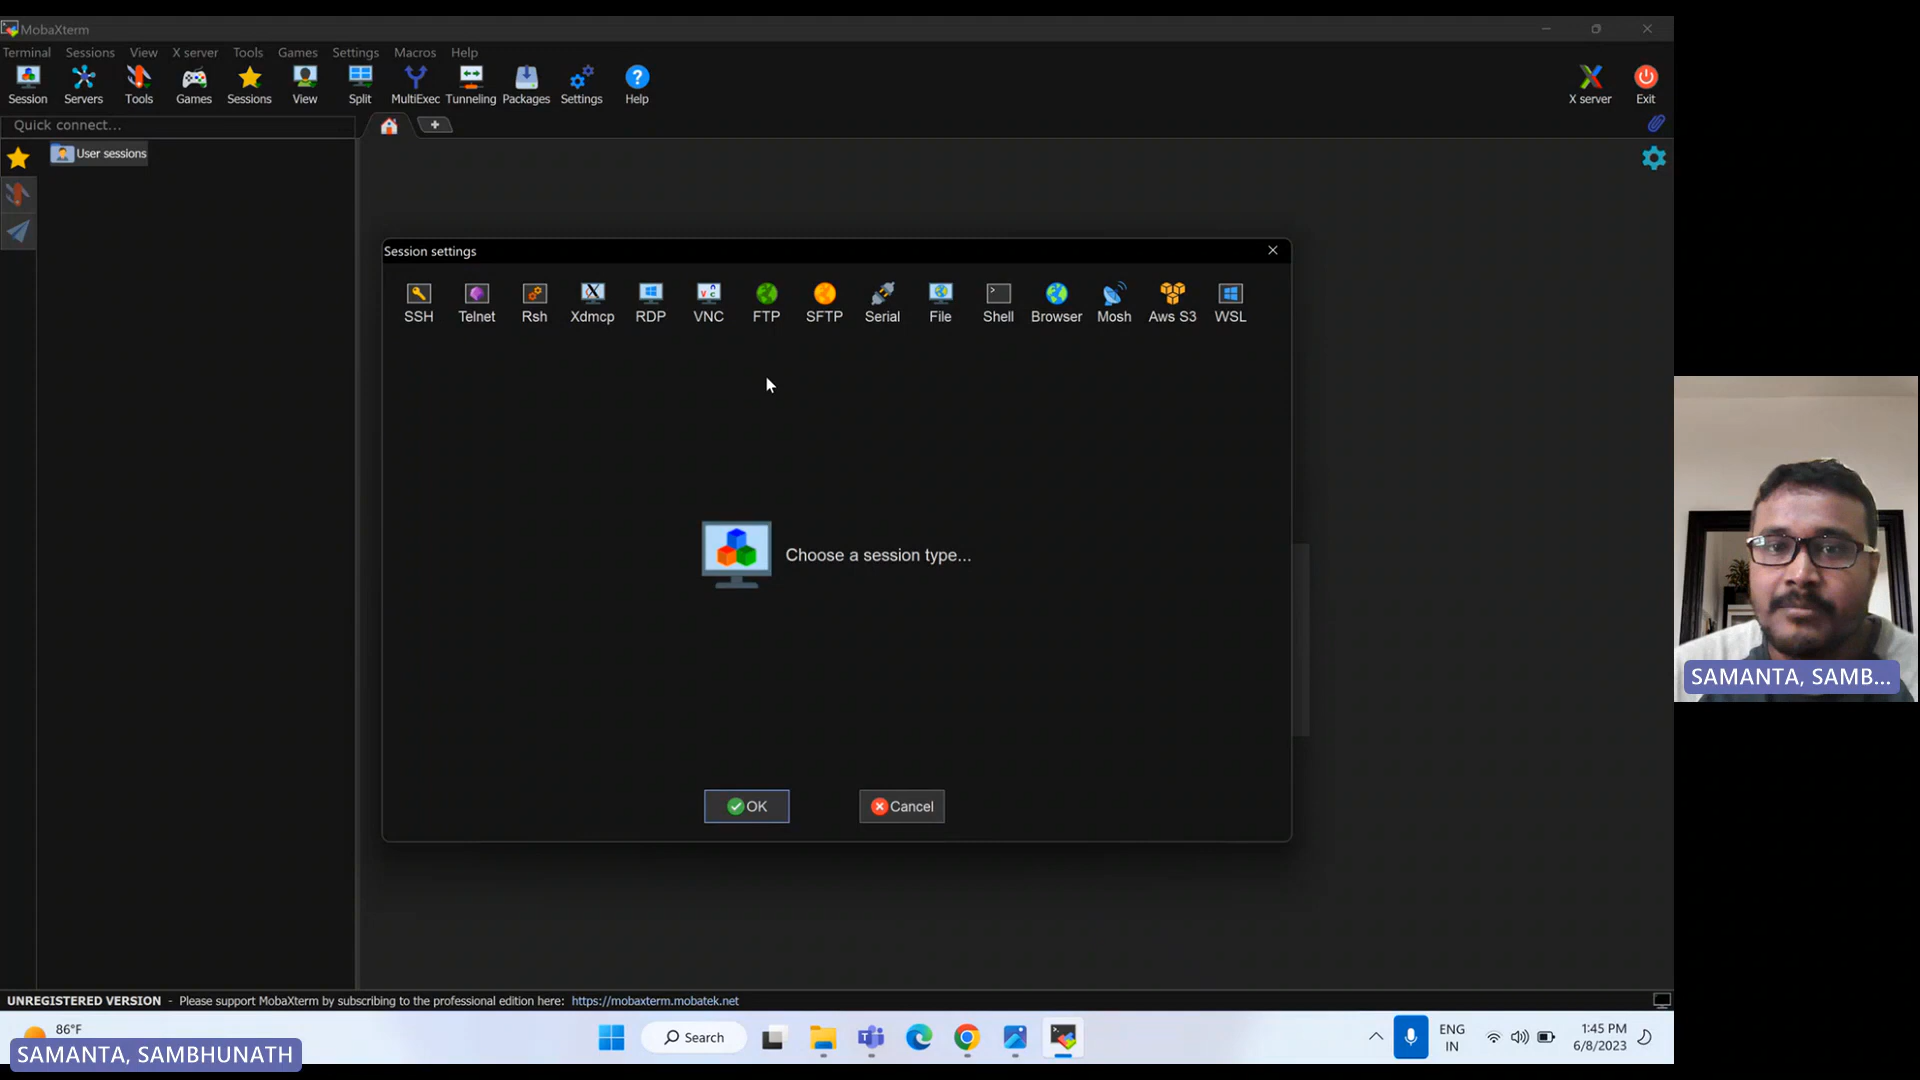 MobaXterm
Terminal Sessions View X server Tools Games Settings Macros Help
Session Servers Tools Games Sessions View Split MultiExec Tunneling Packages Settings Help X server Exit
Quick connect...
User sessions
Session settings
SSH Telnet Rsh Xdmcp RDP VNC FTP SFTP Serial File Shell Browser Mosh Aws S3 WSL
Choose a session type...
OK Cancel
SAMANTA, SAMB...
UNREGISTERED VERSION - Please support MobaXterm by subscribing to the professional edition here: https://mobaxterm.mobatek.net
86°F
Search
ENG
IN
1:45 PM
6/8/2023
SAMANTA, SAMBHUNATH